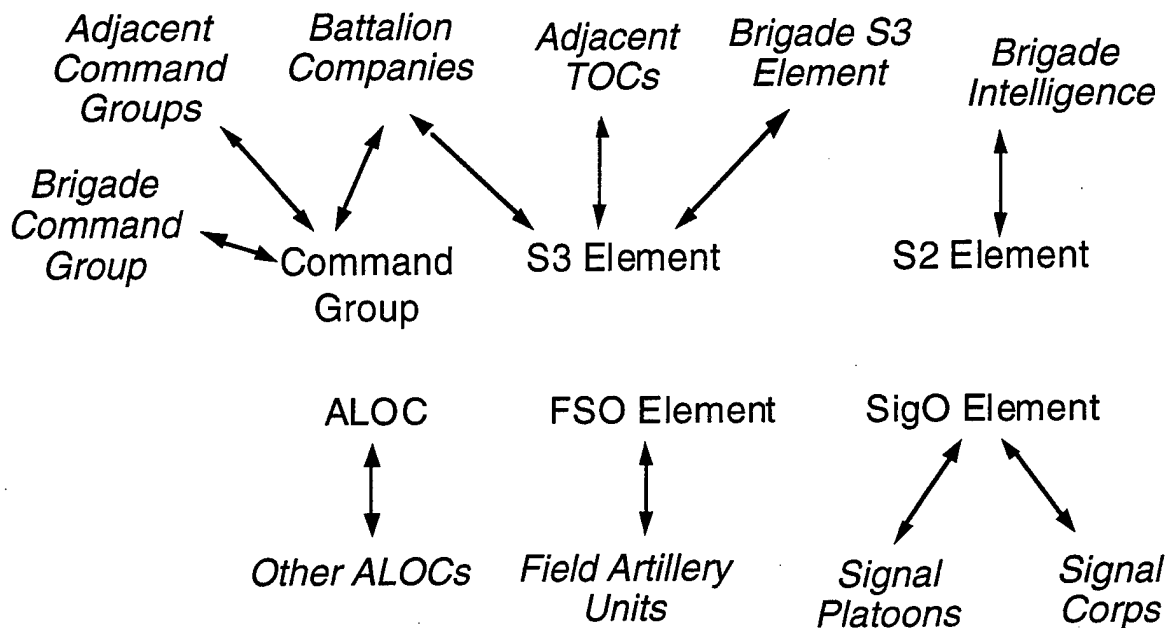 Adjacent
Command
Groups
Battalion
Companies
Adjacent
TOCs
Brigade S3
Element
Brigade
Intelligence
Brigade
Command
Group
Command
Group
S3 Element
S2 Element
ALOC
FSO Element
SigO Element
Other ALOCs
Field Artillery
Units
Signal
Platoons
Signal
Corps